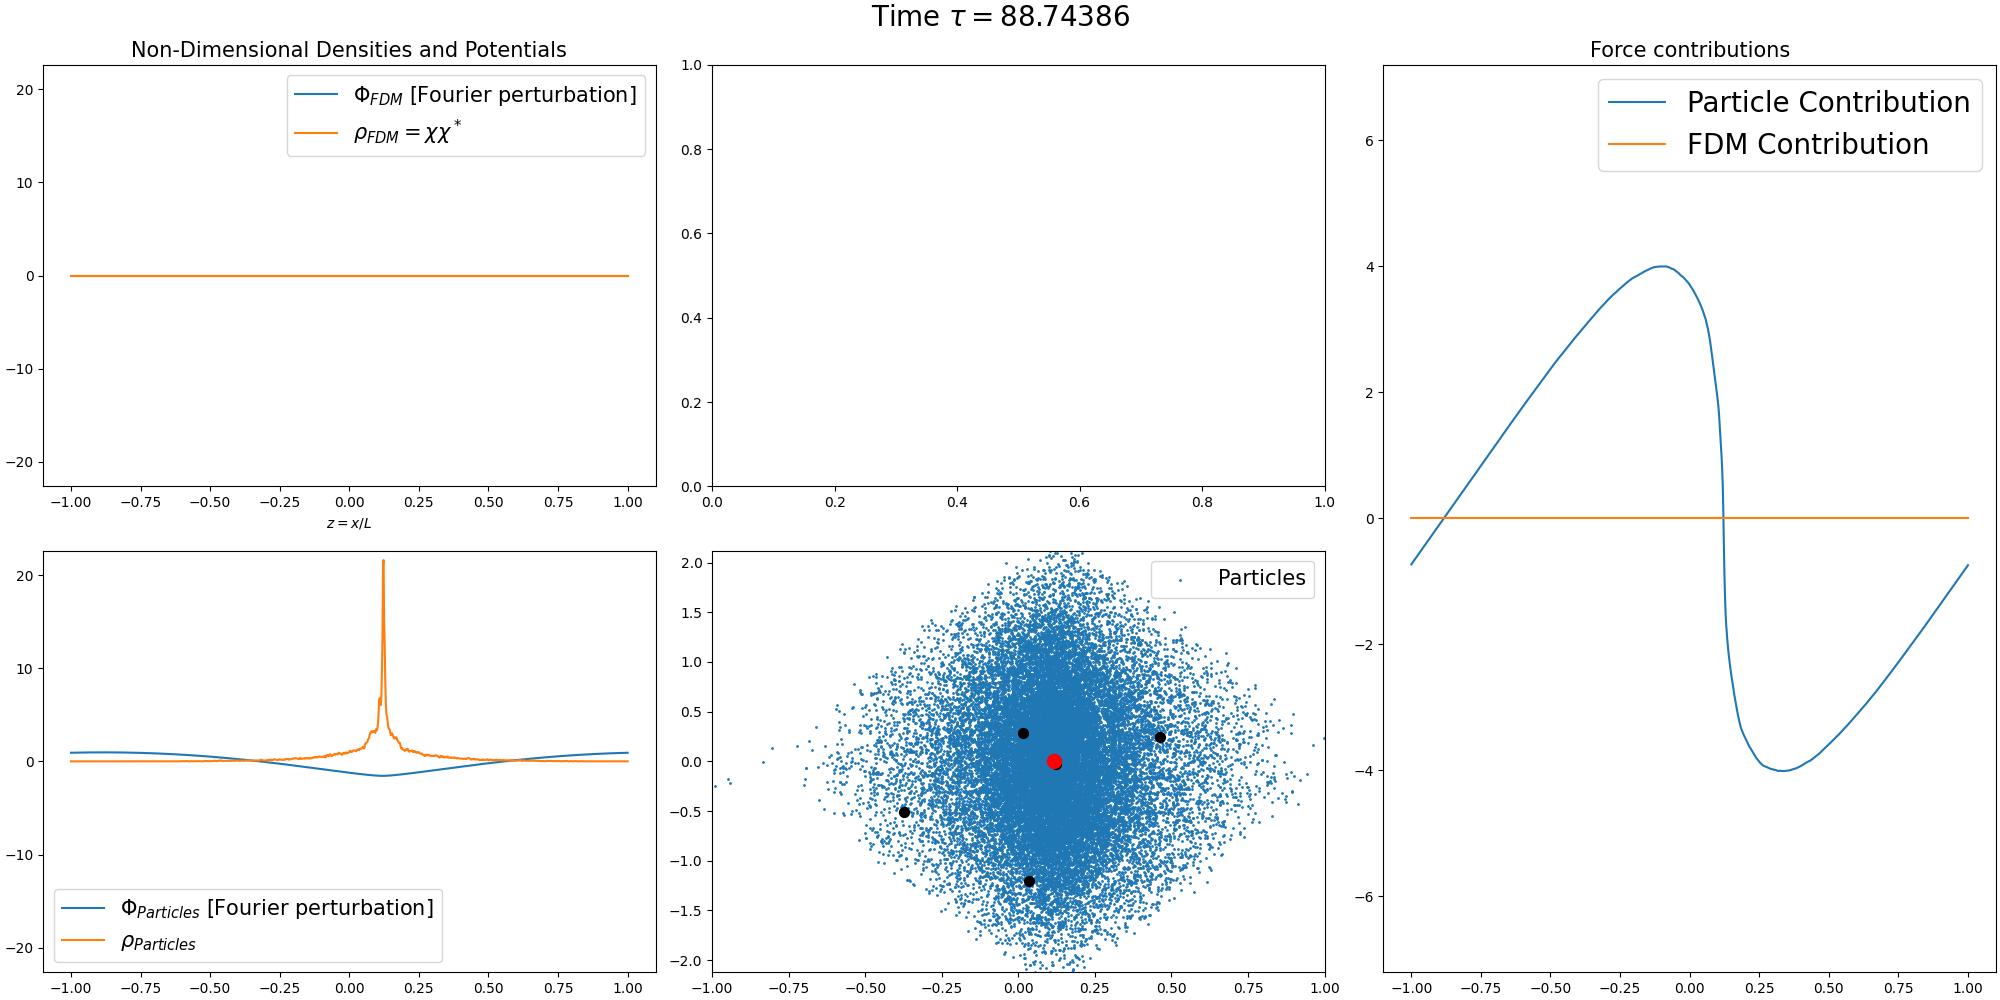 Time τ = 88.74386
Non-Dimensional Densities and Potentials
Φ_FDM [Fourier perturbation]
ρ_FDM = χχ*
20
10
0
−10
−20
−1.00 −0.75 −0.50 −0.25 0.00 0.25 0.50 0.75 1.00
z = x/L
1.0
0.8
0.6
0.4
0.2
0.0
0.0 0.2 0.4 0.6 0.8 1.0
Force contributions
Particle Contribution
FDM Contribution
6
4
2
0
−2
−4
−6
−1.00 −0.75 −0.50 −0.25 0.00 0.25 0.50 0.75 1.00
20
10
0
−10
−20
Φ_Particles [Fourier perturbation]
ρ_Particles
−1.00 −0.75 −0.50 −0.25 0.00 0.25 0.50 0.75 1.00
Particles
2.0
1.5
1.0
0.5
0.0
−0.5
−1.0
−1.5
−2.0
−1.00 −0.75 −0.50 −0.25 0.00 0.25 0.50 0.75 1.00